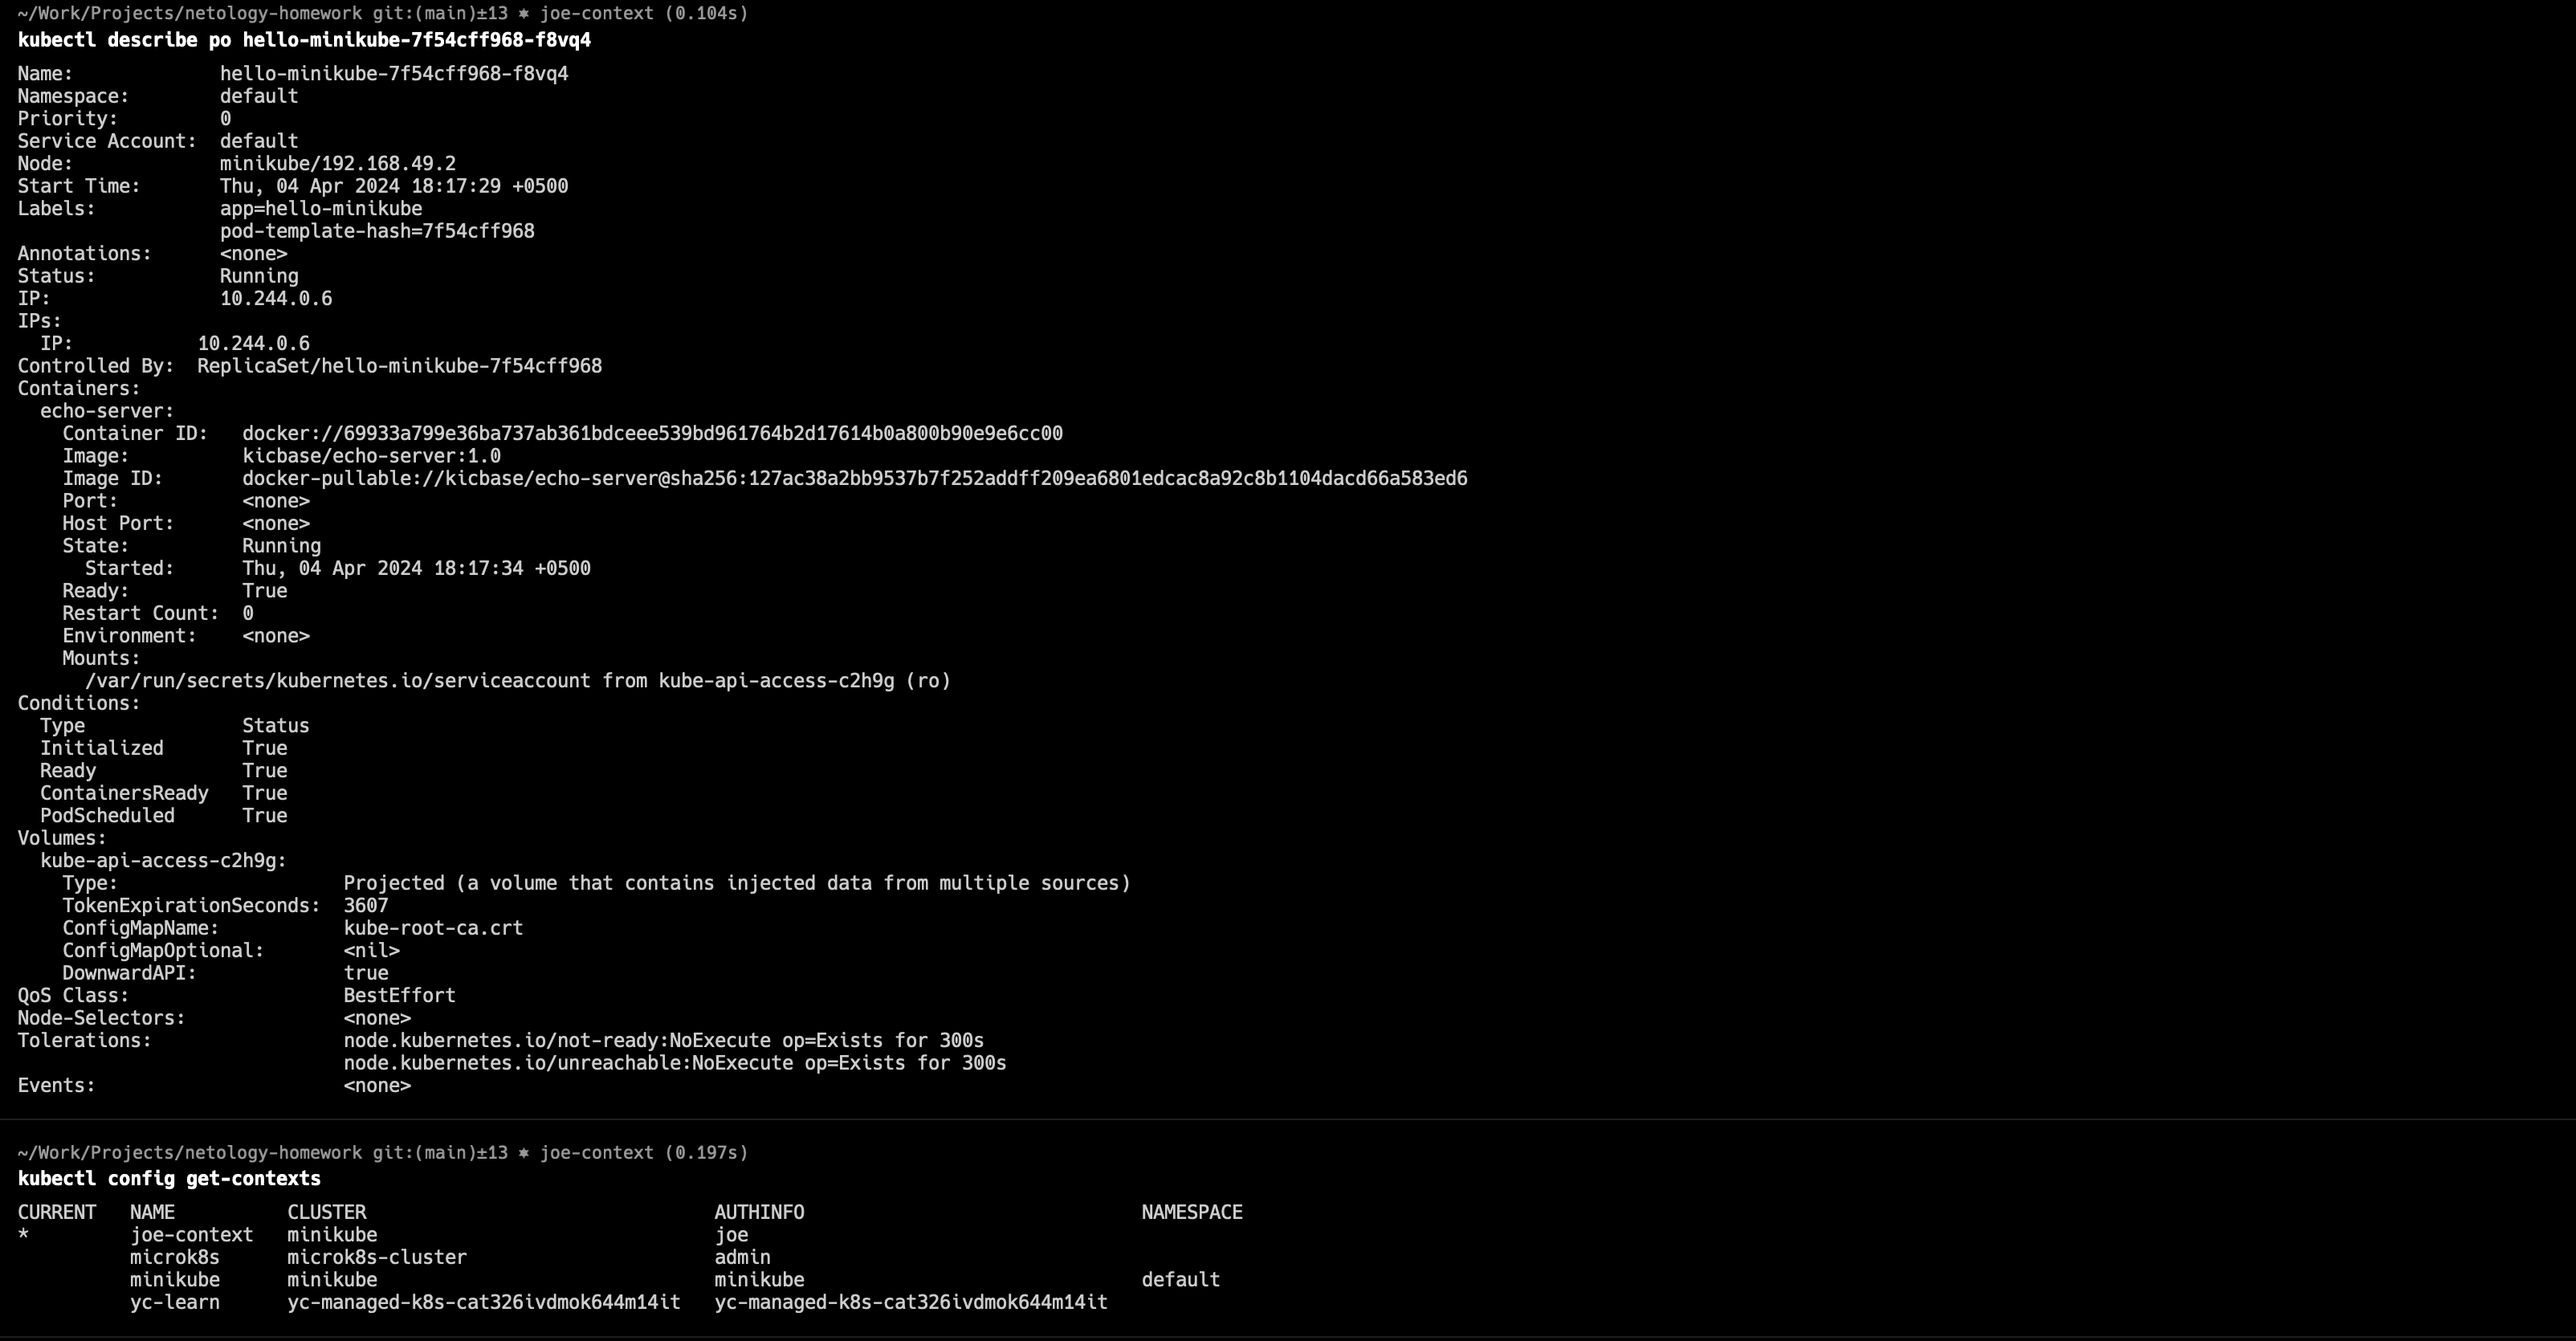 ~/Work/Projects/netology-homework git:(main)±13 ⎈ joe-context (0.104s)
kubectl describe po hello-minikube-7f54cff968-f8vq4
Name:             hello-minikube-7f54cff968-f8vq4
Namespace:        default
Priority:         0
Service Account:  default
Node:             minikube/192.168.49.2
Start Time:       Thu, 04 Apr 2024 18:17:29 +0500
Labels:           app=hello-minikube
                  pod-template-hash=7f54cff968
Annotations:      <none>
Status:           Running
IP:               10.244.0.6
IPs:
  IP:           10.244.0.6
Controlled By:  ReplicaSet/hello-minikube-7f54cff968
Containers:
  echo-server:
    Container ID:   docker://69933a799e36ba737ab361bdceee539bd961764b2d17614b0a800b90e9e6cc00
    Image:          kicbase/echo-server:1.0
    Image ID:       docker-pullable://kicbase/echo-server@sha256:127ac38a2bb9537b7f252addff209ea6801edcac8a92c8b1104dacd66a583ed6
    Port:           <none>
    Host Port:      <none>
    State:          Running
      Started:      Thu, 04 Apr 2024 18:17:34 +0500
    Ready:          True
    Restart Count:  0
    Environment:    <none>
    Mounts:
      /var/run/secrets/kubernetes.io/serviceaccount from kube-api-access-c2h9g (ro)
Conditions:
  Type              Status
  Initialized       True
  Ready             True
  ContainersReady   True
  PodScheduled      True
Volumes:
  kube-api-access-c2h9g:
    Type:                    Projected (a volume that contains injected data from multiple sources)
    TokenExpirationSeconds:  3607
    ConfigMapName:           kube-root-ca.crt
    ConfigMapOptional:       <nil>
    DownwardAPI:             true
QoS Class:                   BestEffort
Node-Selectors:              <none>
Tolerations:                 node.kubernetes.io/not-ready:NoExecute op=Exists for 300s
                             node.kubernetes.io/unreachable:NoExecute op=Exists for 300s
Events:                      <none>
~/Work/Projects/netology-homework git:(main)±13 ⎈ joe-context (0.197s)
kubectl config get-contexts
CURRENT   NAME          CLUSTER                               AUTHINFO                              NAMESPACE
*         joe-context   minikube                              joe
          microk8s      microk8s-cluster                      admin
          minikube      minikube                              minikube                              default
          yc-learn      yc-managed-k8s-cat326ivdmok644m14it   yc-managed-k8s-cat326ivdmok644m14it